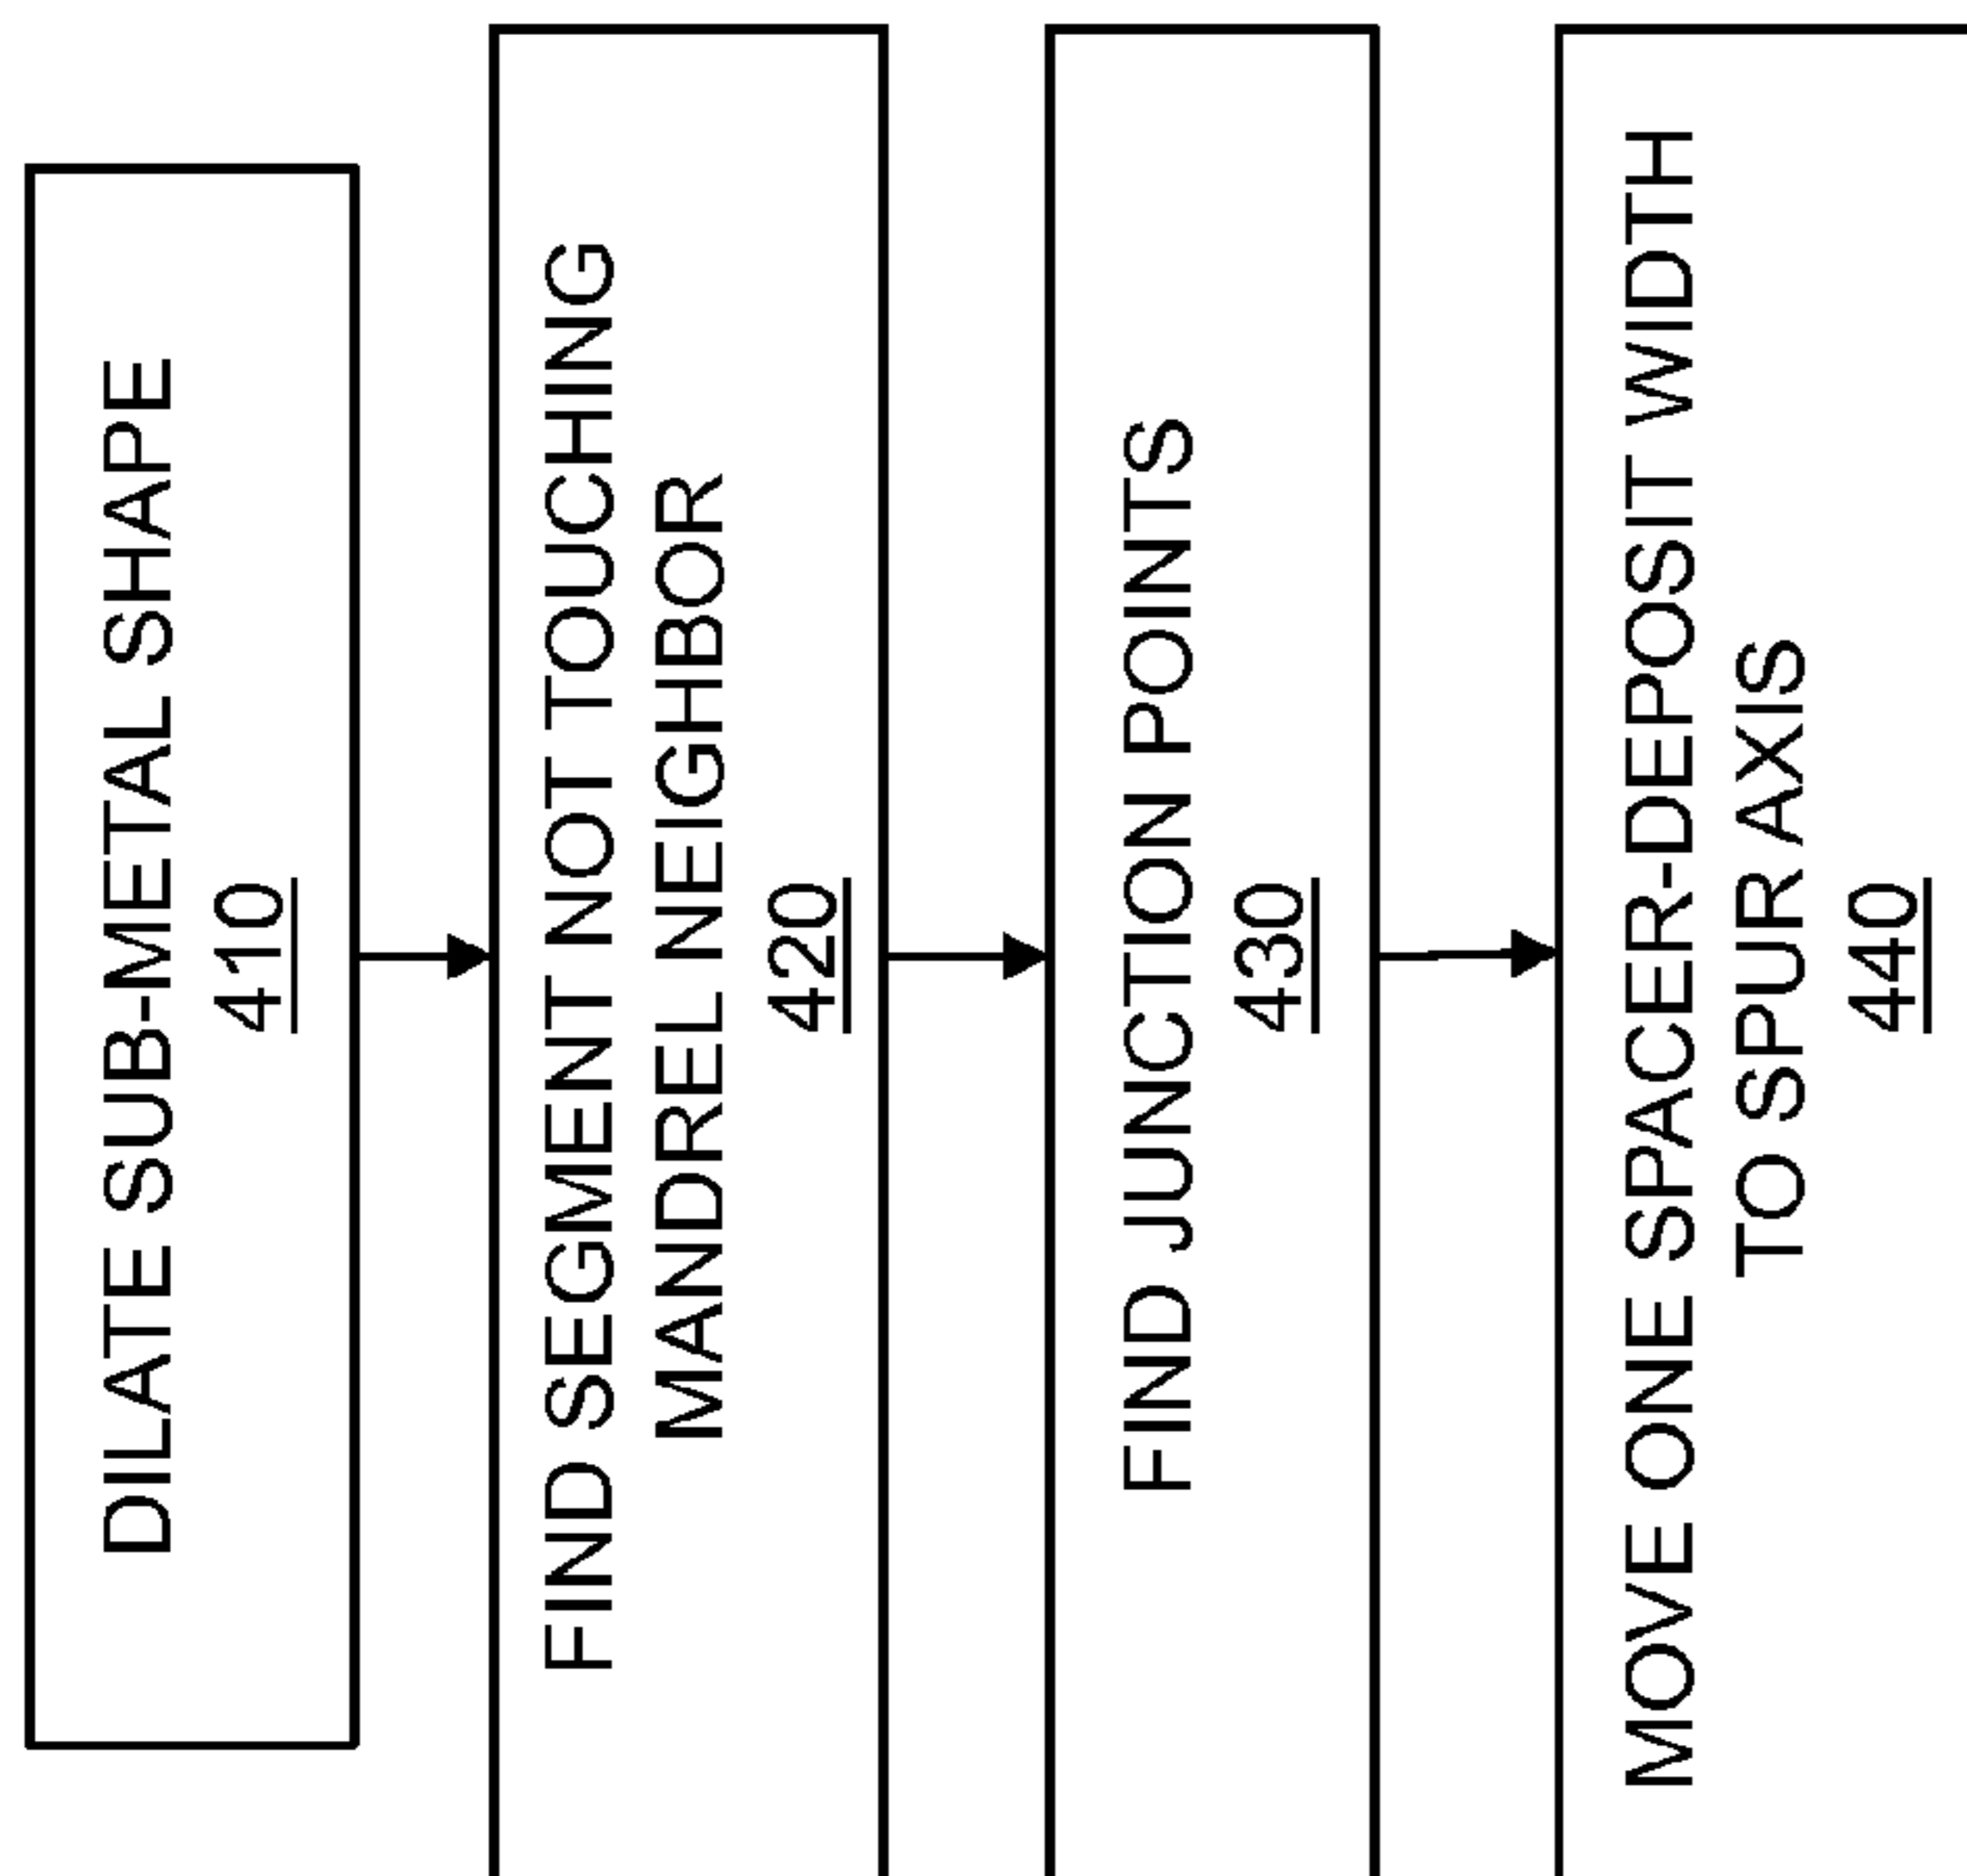 DILATE SUB-METAL SHAPE
410
FIND SEGMENT NOT TOUCHING
MANDREL NEIGHBOR
420
FIND JUNCTION POINTS
430
MOVE ONE SPACER-DEPOSIT WIDTH
TO SPUR AXIS
440